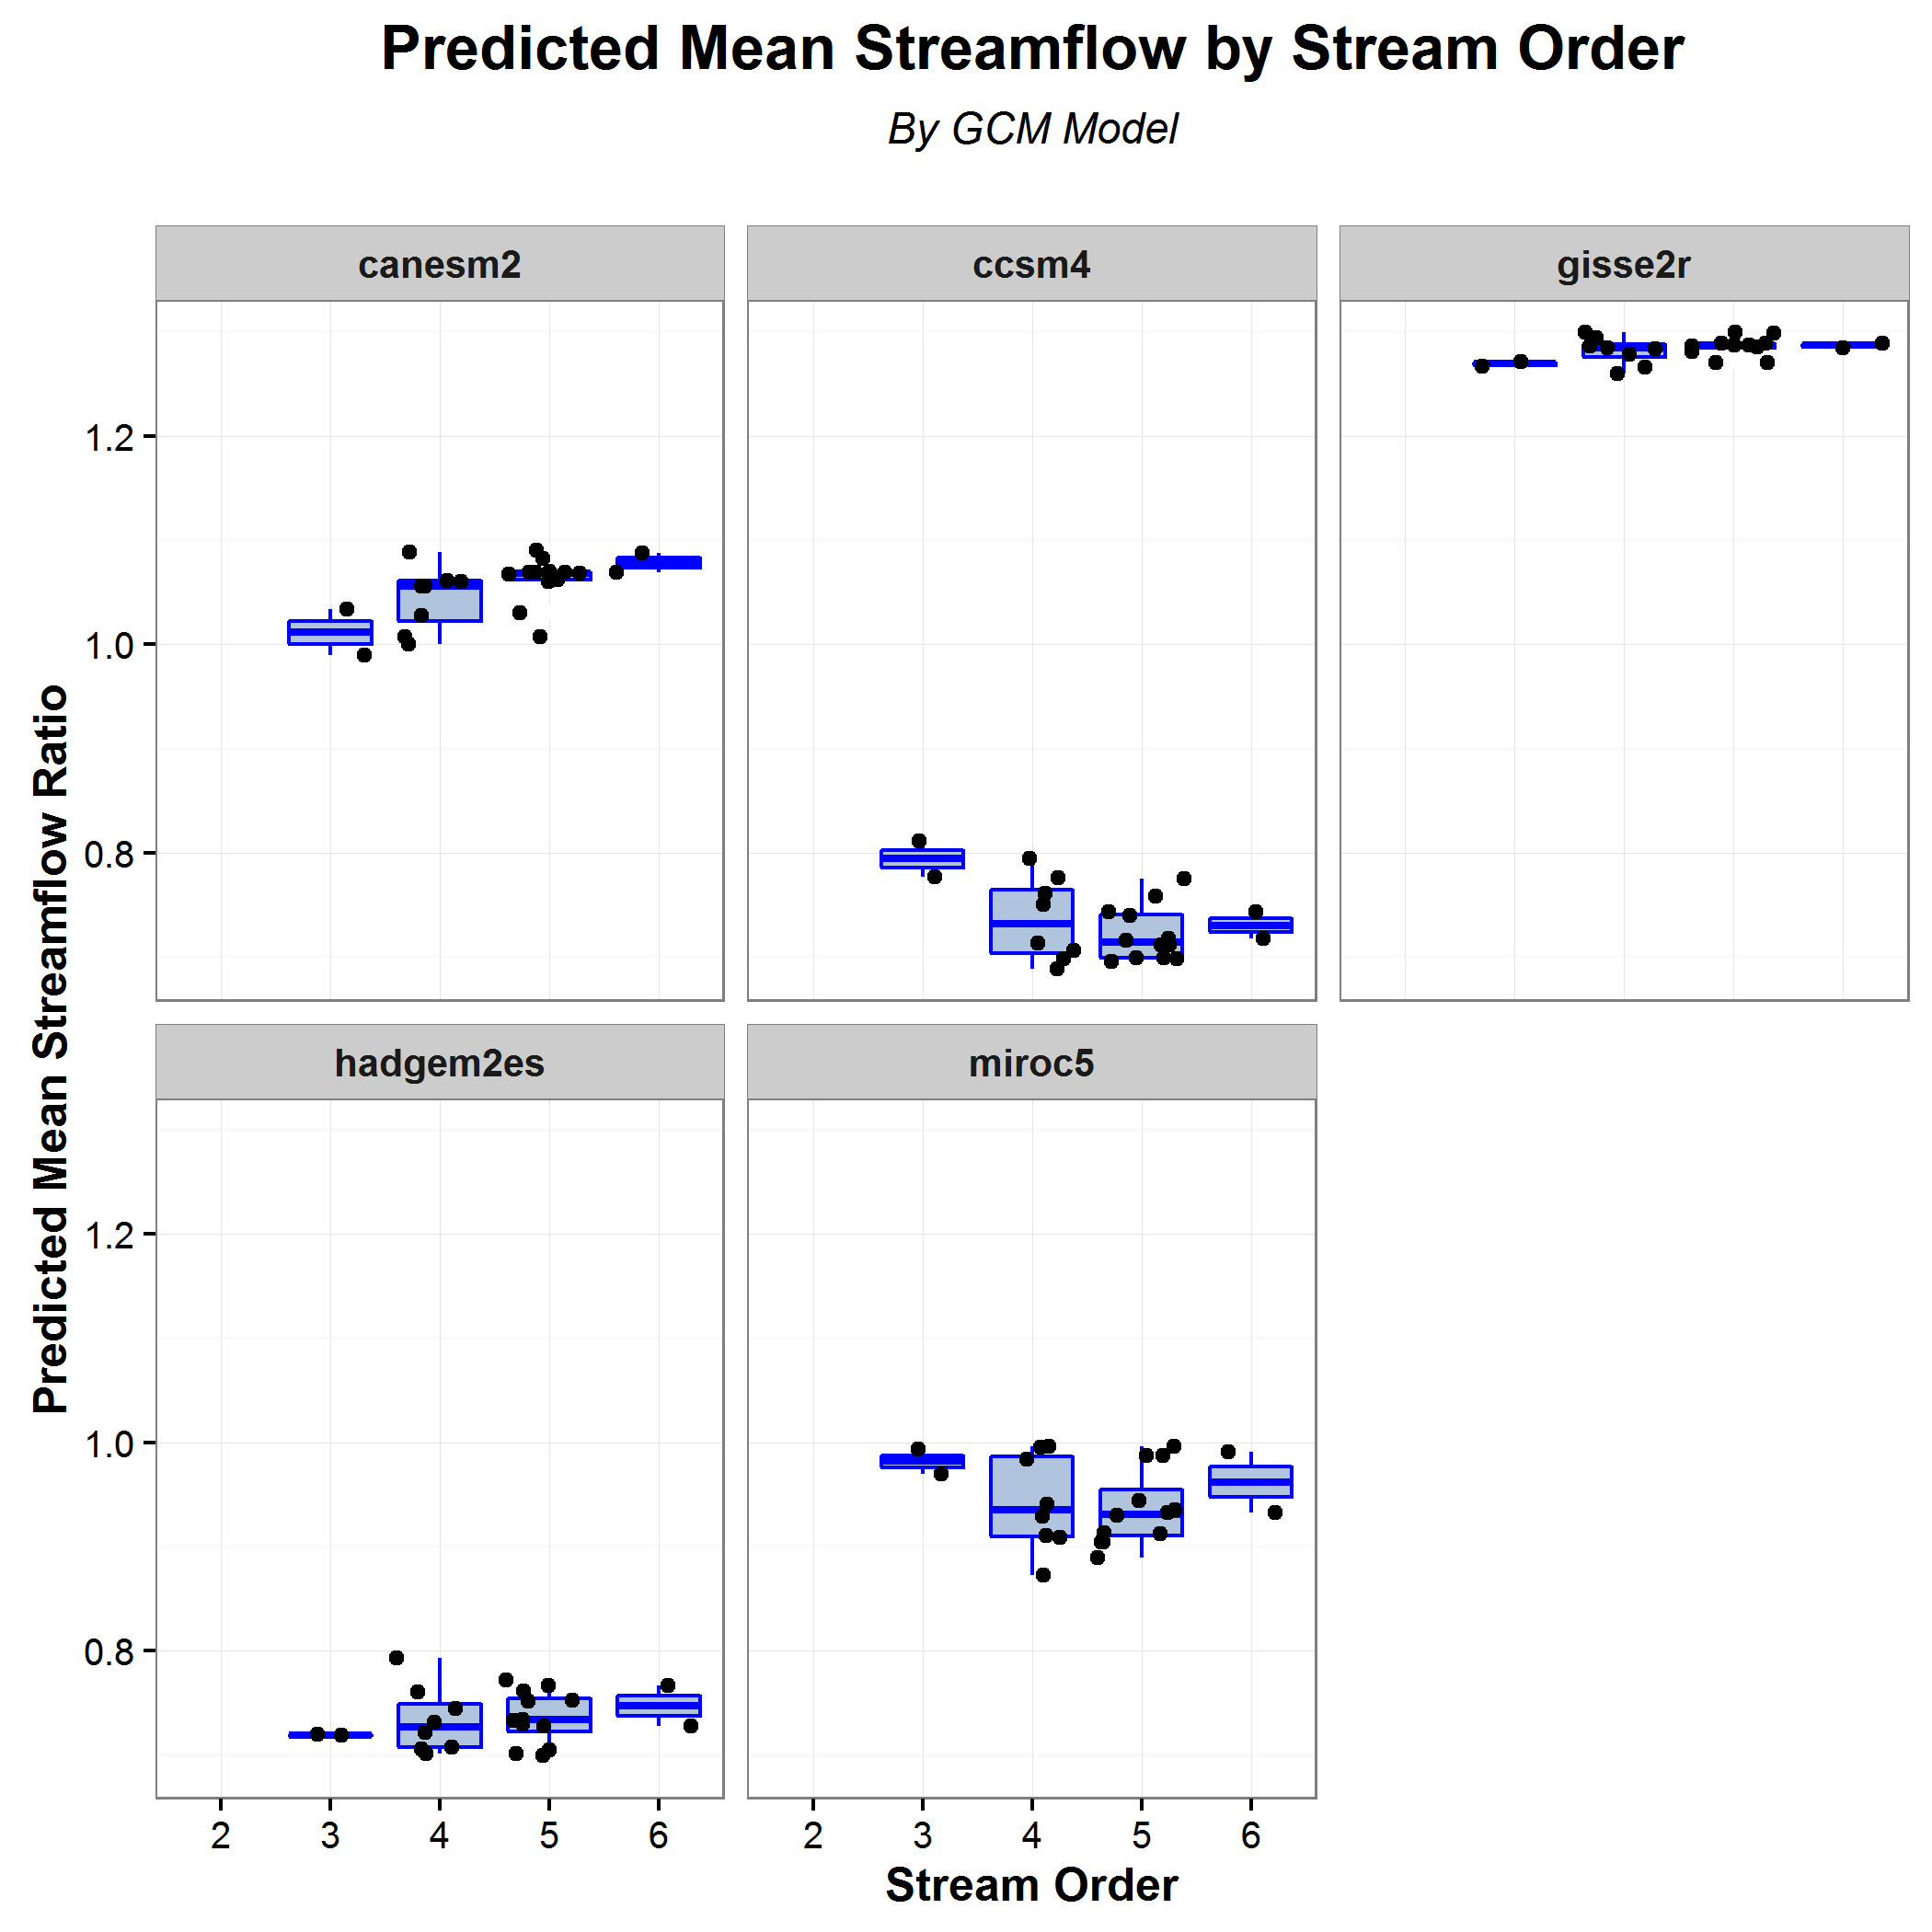 Predicted Mean Streamflow by Stream Order
By GCM Model
canesm2
ccsm4
gisse2r
1.2
1.0
0.8
Predicted Mean Streamflow Ratio
hadgem2es
miroc5
1.2
1.0
0.8
2 3 4 5 6
2 3 4 5 6
Stream Order